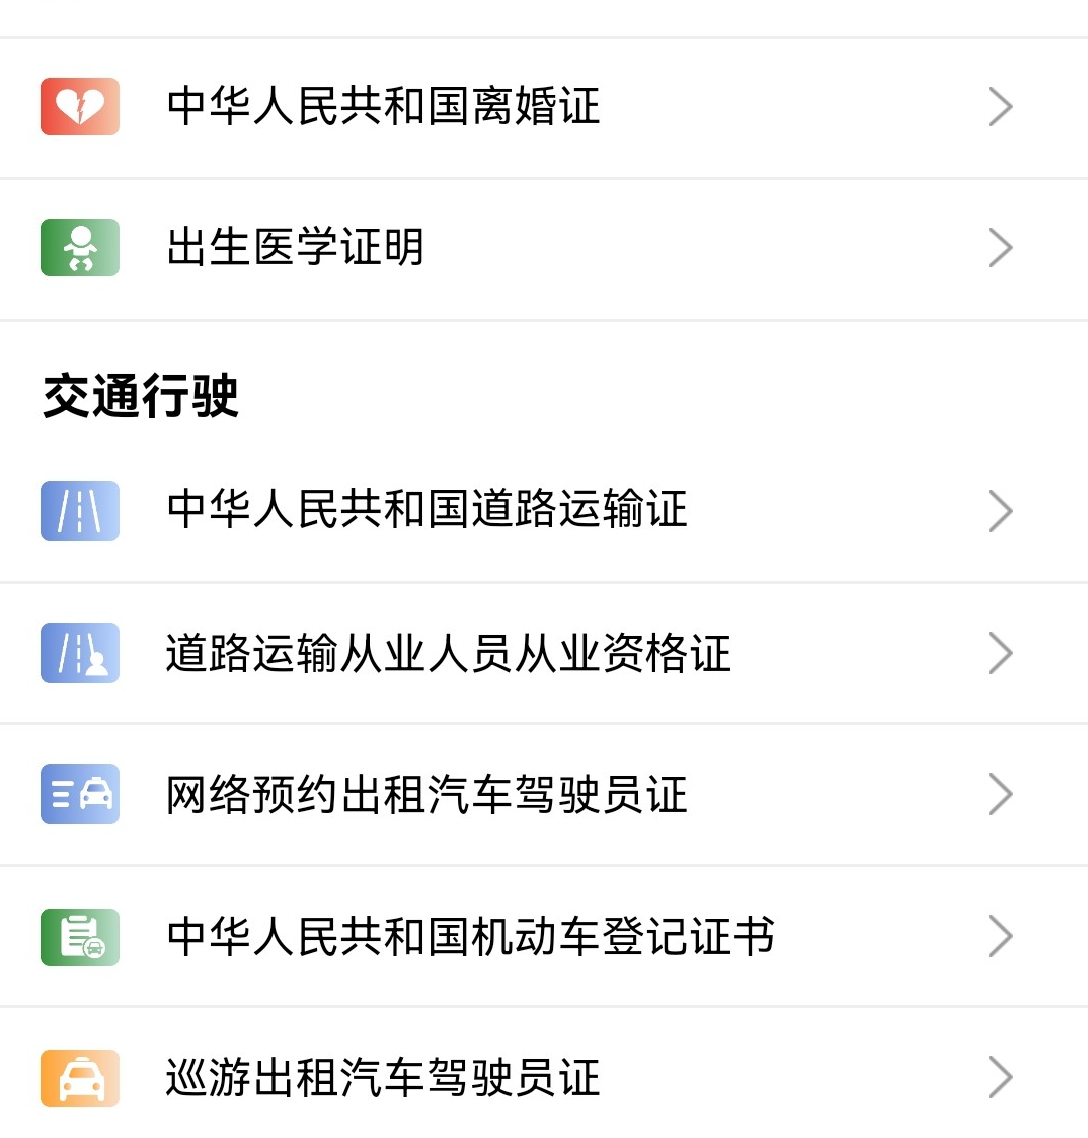 中华人民共和国离婚证
出生医学证明
交通行驶
中华人民共和国道路运输证
道路运输从业人员从业资格证
网络预约出租汽车驾驶员证
中华人民共和国机动车登记证书
巡游出租汽车驾驶员证